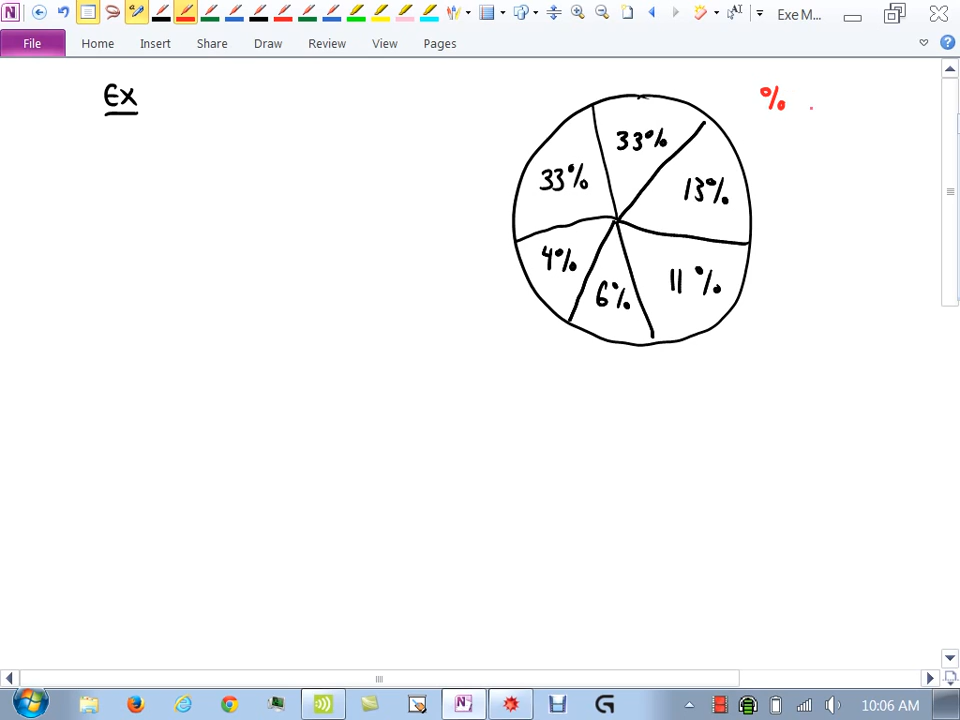 Exe M...
File Home Insert Share Draw Review View Pages
Ex
%
33%
33%
13%
4%
6%
11%
10:06 AM